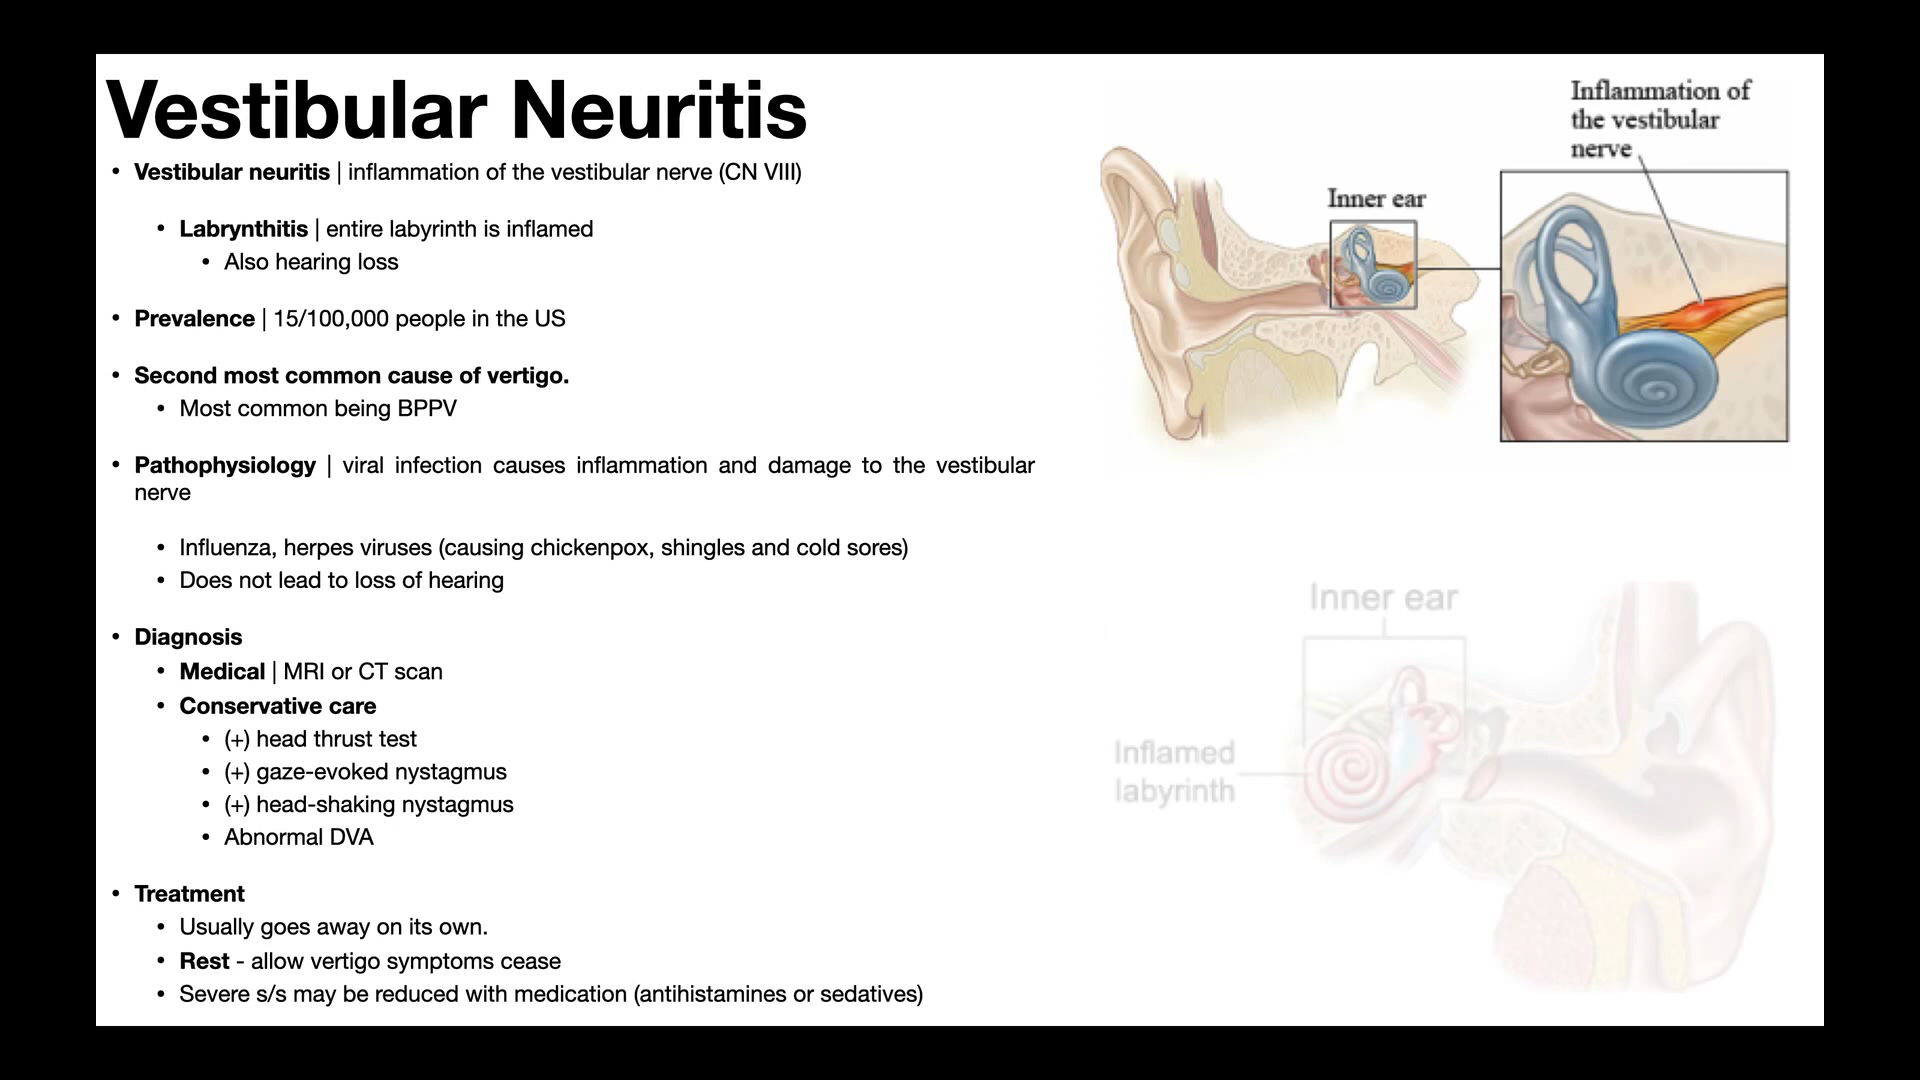 Vestibular Neuritis
• Vestibular neuritis | inflammation of the vestibular nerve (CN VIII)
• Labrynthitis | entire labyrinth is inflamed
• Also hearing loss
• Prevalence | 15/100,000 people in the US
• Second most common cause of vertigo.
• Most common being BPPV
• Pathophysiology | viral infection causes inflammation and damage to the vestibular
nerve
• Influenza, herpes viruses (causing chickenpox, shingles and cold sores)
• Does not lead to loss of hearing
• Diagnosis
• Medical | MRI or CT scan
• Conservative care
• (+) head thrust test
• (+) gaze-evoked nystagmus
• (+) head-shaking nystagmus
• Abnormal DVA
• Treatment
• Usually goes away on its own.
• Rest - allow vertigo symptoms cease
• Severe s/s may be reduced with medication (antihistamines or sedatives)
Inflammation of
the vestibular
nerve
Inner ear
Inner ear
Inflamed
labyrinth